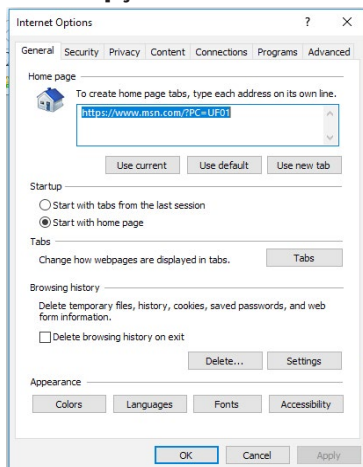 Internet Options
? X
General Security Privacy Content Connections Programs Advanced
Home page
To create home page tabs, type each address on its own line.
https://www.msn.com/?PC=UF01
Use current Use default Use new tab
Startup
Start with tabs from the last session
Start with home page
Tabs
Change how webpages are displayed in tabs. Tabs
Browsing history
Delete temporary files, history, cookies, saved passwords, and web
form information.
Delete browsing history on exit
Delete... Settings
Appearance
Colors Languages Fonts Accessibility
OK Cancel Apply